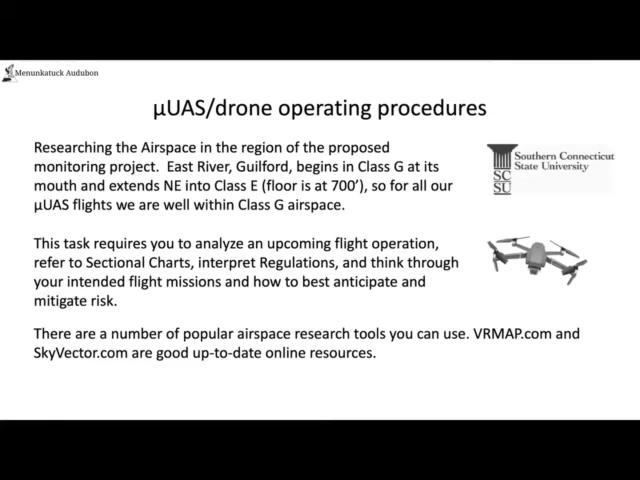 Menunkatuck Audubon
µUAS/drone operating procedures
Researching the Airspace in the region of the proposed
monitoring project.  East River, Guilford, begins in Class G at its
mouth and extends NE into Class E (floor is at 700’), so for all our
µUAS flights we are well within Class G airspace.
Southern Connecticut
State University
SC
SU
This task requires you to analyze an upcoming flight operation,
refer to Sectional Charts, interpret Regulations, and think through
your intended flight missions and how to best anticipate and
mitigate risk.
There are a number of popular airspace research tools you can use. VRMAP.com and
SkyVector.com are good up-to-date online resources.